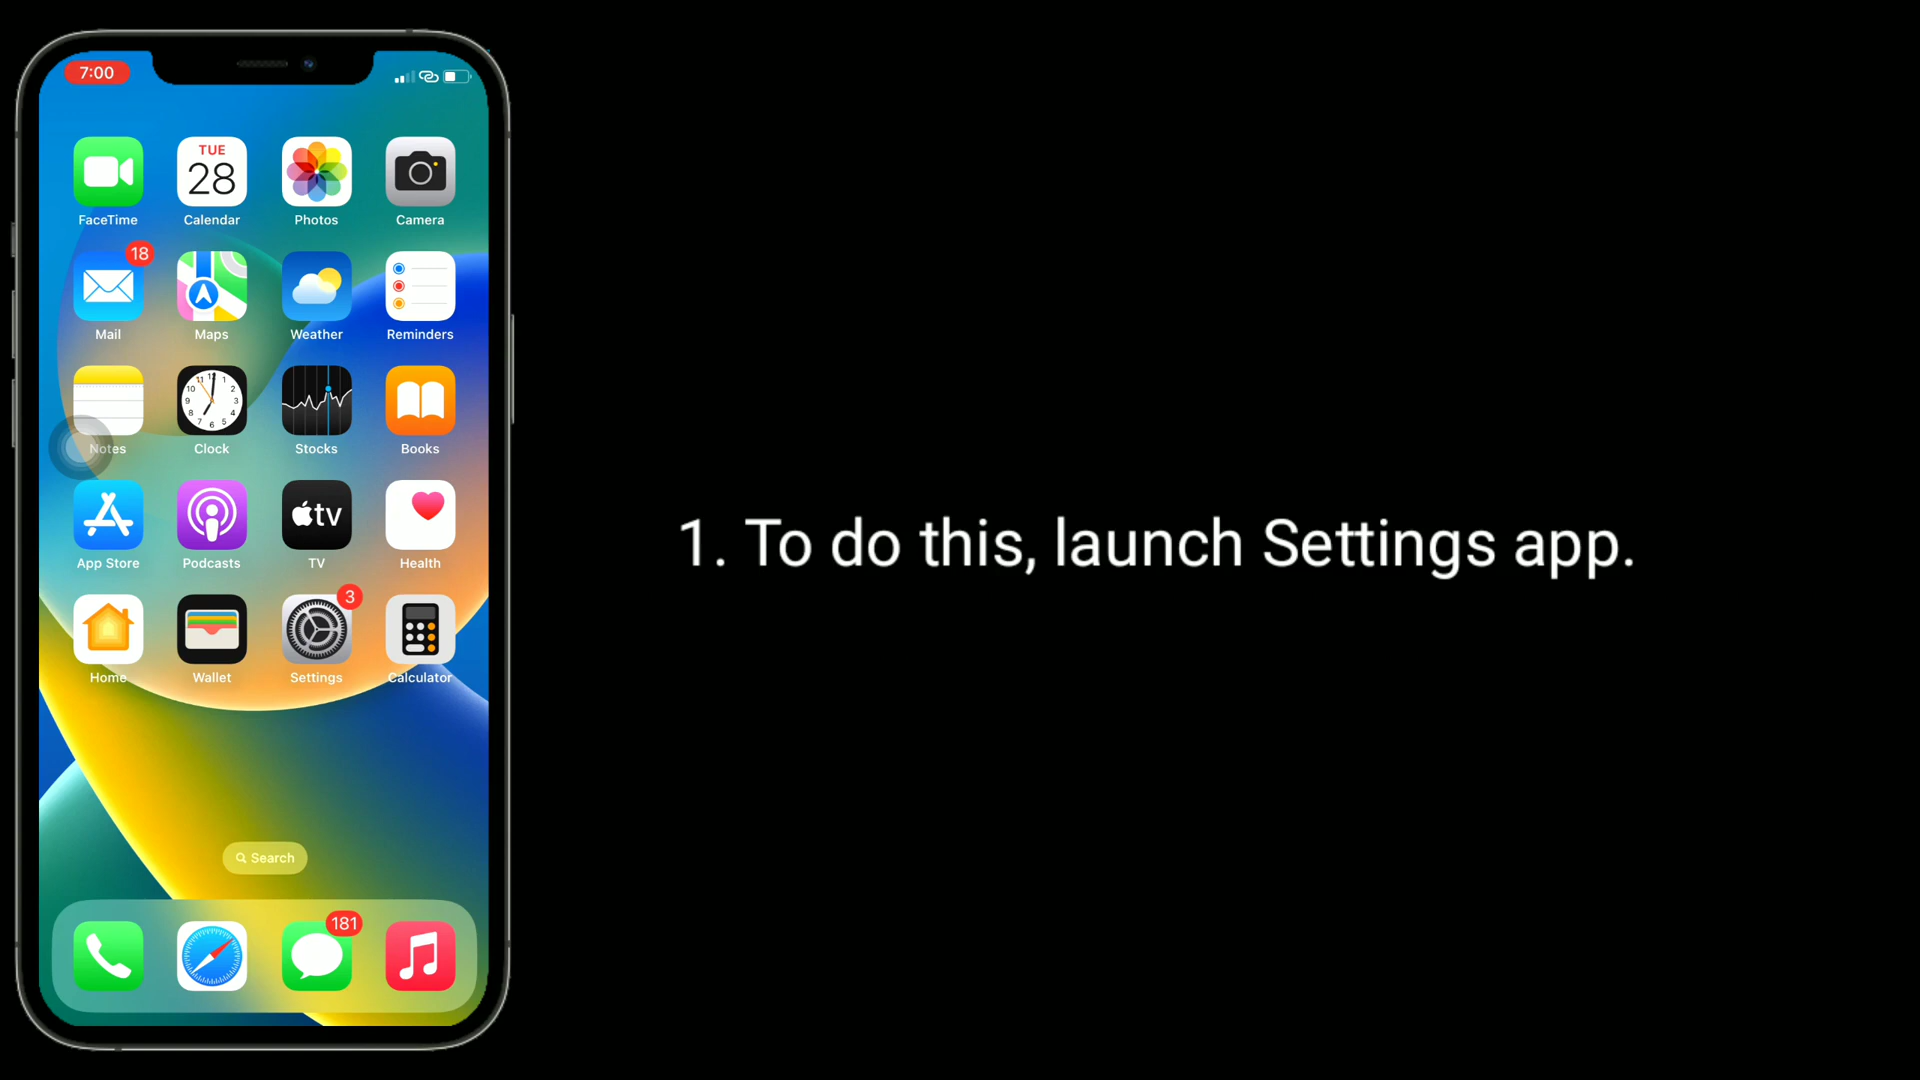 7:00
TUE
28
FaceTime
Calendar
Photos
Camera
18
Mail
Maps
Weather
Reminders
Notes
Clock
Stocks
Books
tv
App Store
Podcasts
TV
Health
3
Home
Wallet
Settings
Calculator
Search
181
1. To do this, launch Settings app.